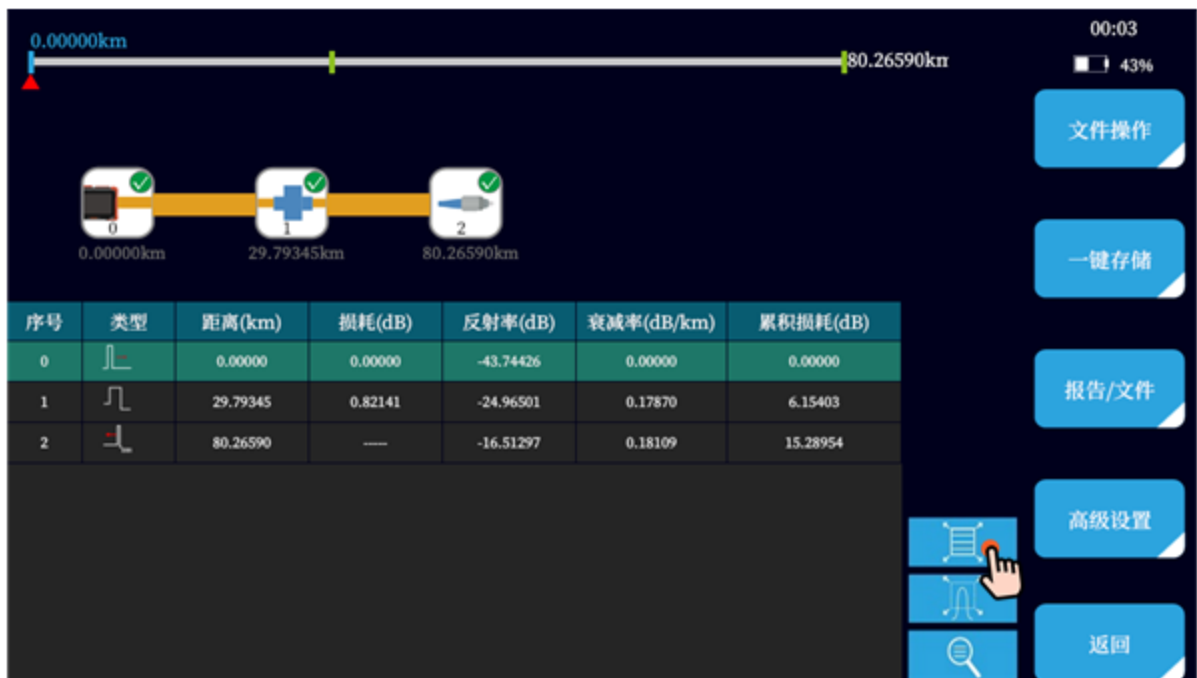 00:03
0.00000km
80.26590km
43%
文件操作
0
1
2
0.00000km 29.79345km 80.26590km
一键存储
序号 类型 距离(km) 损耗(dB) 反射率(dB) 衰减率(dB/km) 累积损耗(dB)
0 0.00000 0.00000 -43.74426 0.00000 0.00000
1 29.79345 0.82141 -24.96501 0.17870 6.15403
2 80.26590 ----- -16.51297 0.18109 15.28954
报告/文件
高级设置
返回